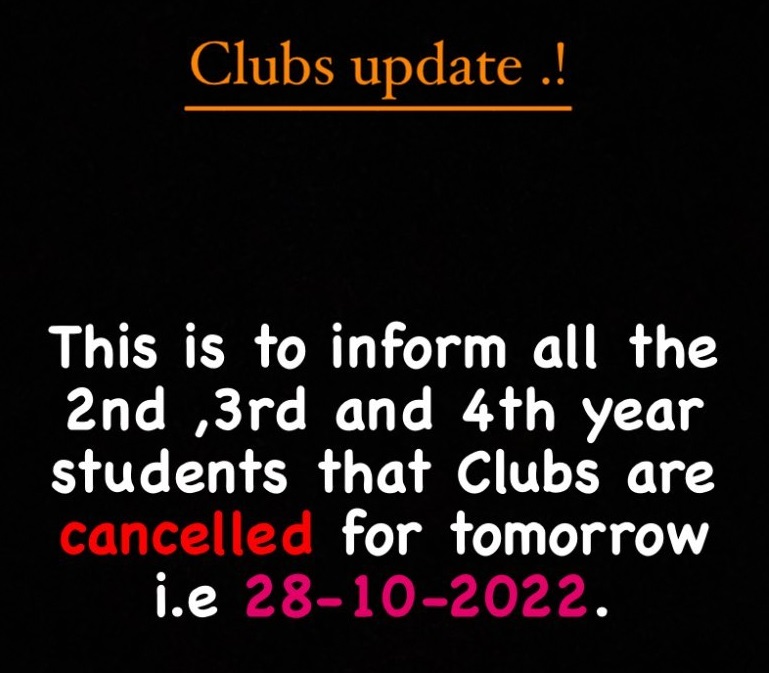 Clubs update .!
This is to inform all the
2nd ,3rd and 4th year
students that Clubs are
cancelled for tomorrow
i.e 28-10-2022.